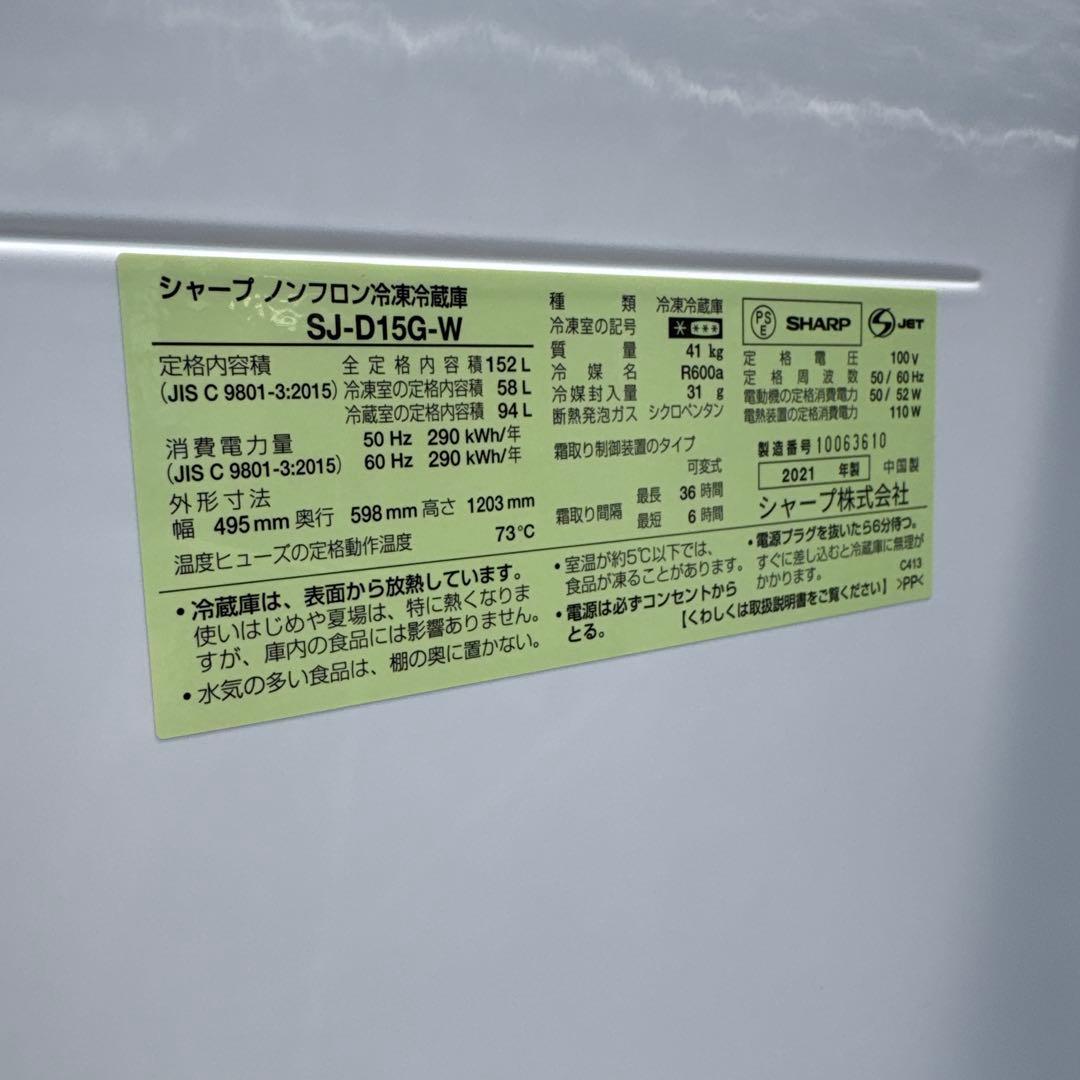 シャープ ノンフロン冷凍冷蔵庫
SJ-D15G-W
定格内容積
(JIS C 9801-3:2015)
全定格内容積 152 L
冷凍室の定格内容積 58 L
冷蔵室の定格内容積 94 L
消費電力量
(JIS C 9801-3:2015)
50 Hz 290 kWh/年
60 Hz 290 kWh/年
外形寸法
幅 495 mm 奥行 598 mm 高さ 1203 mm
温度ヒューズの定格動作温度 73℃
種類 冷凍冷蔵庫
冷凍室の記号 * ***
質量 41 kg
冷媒名 R600a
冷媒封入量 31 g
断熱発泡ガス シクロペンタン
霜取り制御装置のタイプ
可変式
霜取り間隔
最長 36 時間
最短 6 時間
PS
E
SHARP
S JET
定格電圧 100 V
定格周波数 50 / 60 Hz
電動機の定格消費電力 50 / 52 W
電熱装置の定格消費電力 110 W
製造番号 10063610
2021 年製 中国製
シャープ株式会社
・冷蔵庫は、表面から放熱しています。
使いはじめや夏場は、特に熱くなりま
すが、庫内の食品には影響ありません。
・水気の多い食品は、棚の奥に置かない。
・室温が約5℃以下では、
食品が凍ることがあります。
・電源は必ずコンセントから
とる。
・電源プラグを抜いたら6分待つ。
すぐに差し込むと冷蔵庫に無理が
かかります。
C413
【くわしくは取扱説明書をご覧ください】 >PP<